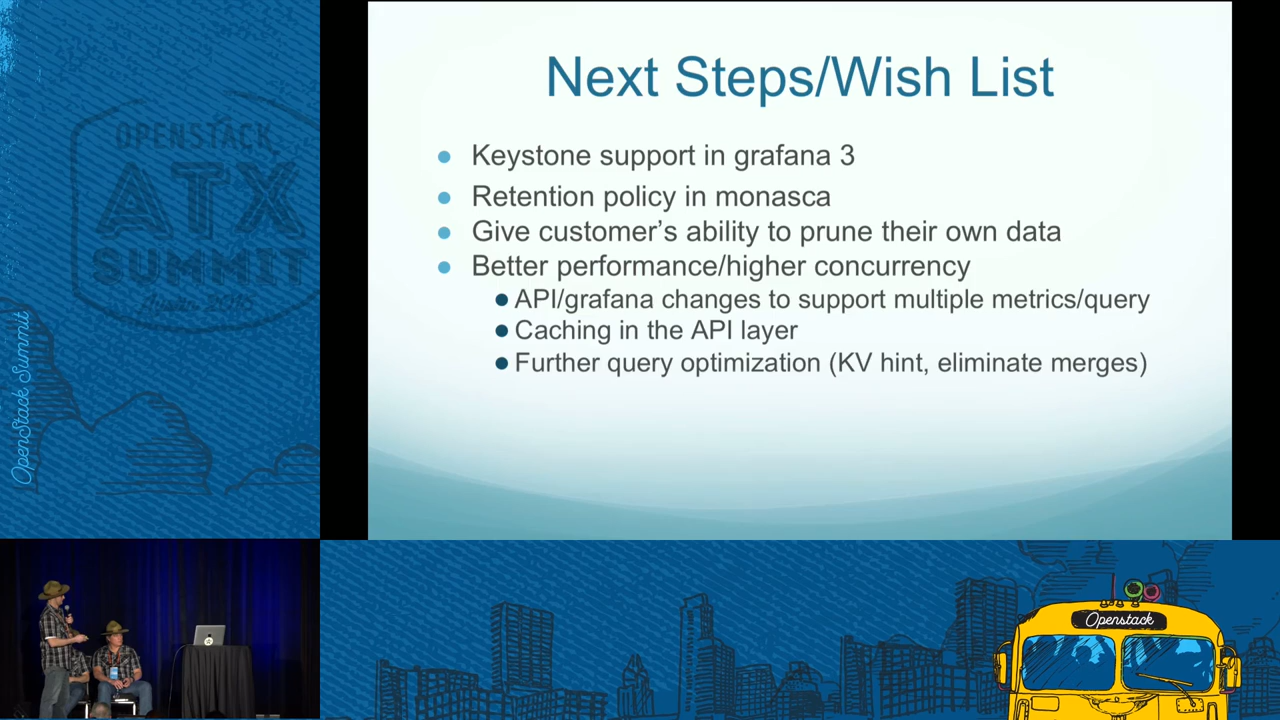 Next Steps/Wish List
Keystone support in grafana 3
Retention policy in monasca
Give customer's ability to prune their own data
Better performance/higher concurrency
API/grafana changes to support multiple metrics/query
Caching in the API layer
Further query optimization (KV hint, eliminate merges)
OPENSTACK
ATX
SUMMIT
Austin 2016
OpenStack Summit
Openstack